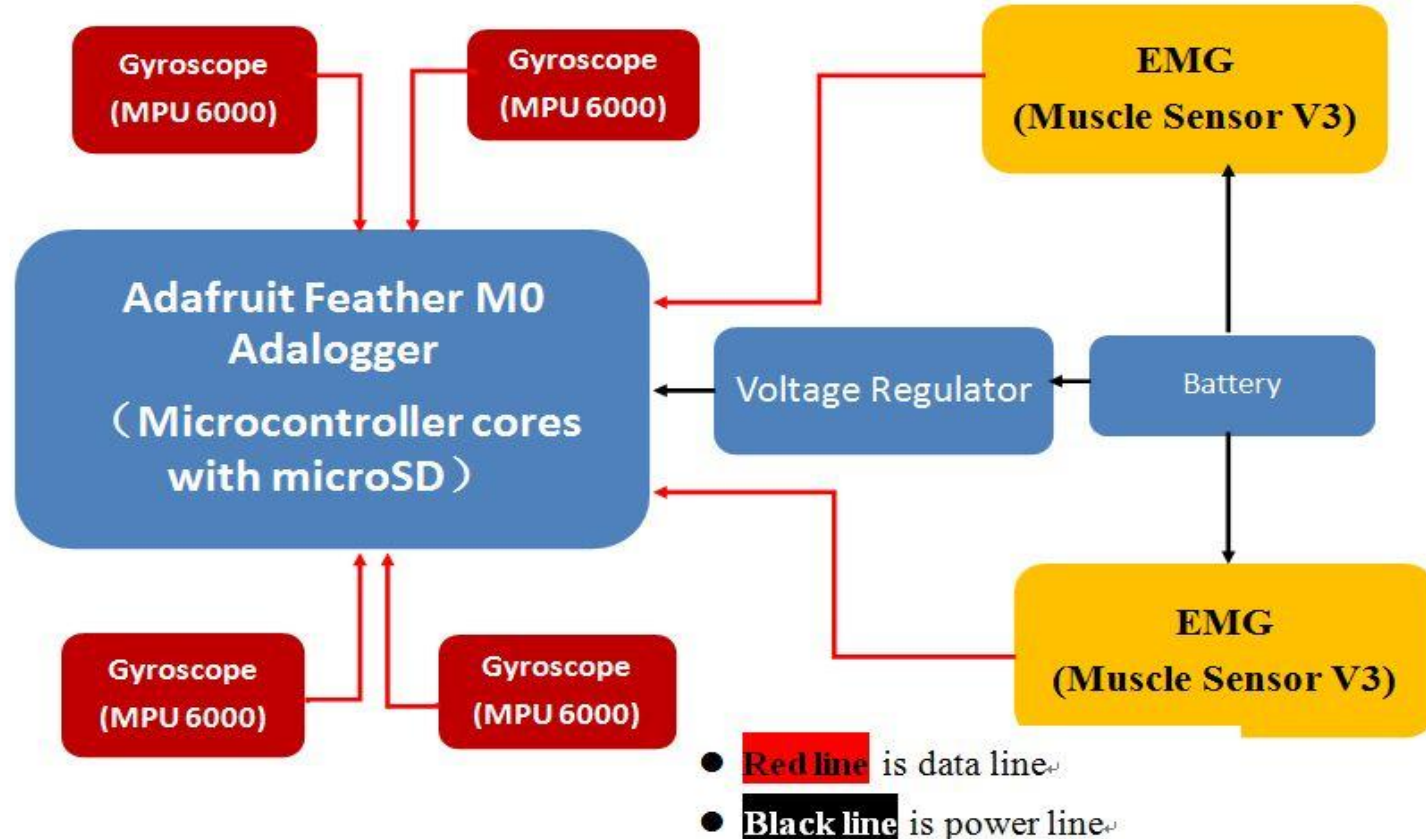 Gyroscope
(MPU 6000)
Gyroscope
(MPU 6000)
EMG
(Muscle Sensor V3)
Adafruit Feather M0
Adalogger
（Microcontroller cores
with microSD）
Voltage Regulator
Battery
Gyroscope
(MPU 6000)
Gyroscope
(MPU 6000)
EMG
(Muscle Sensor V3)
● Red line is data line↵
● Black line is power line↵